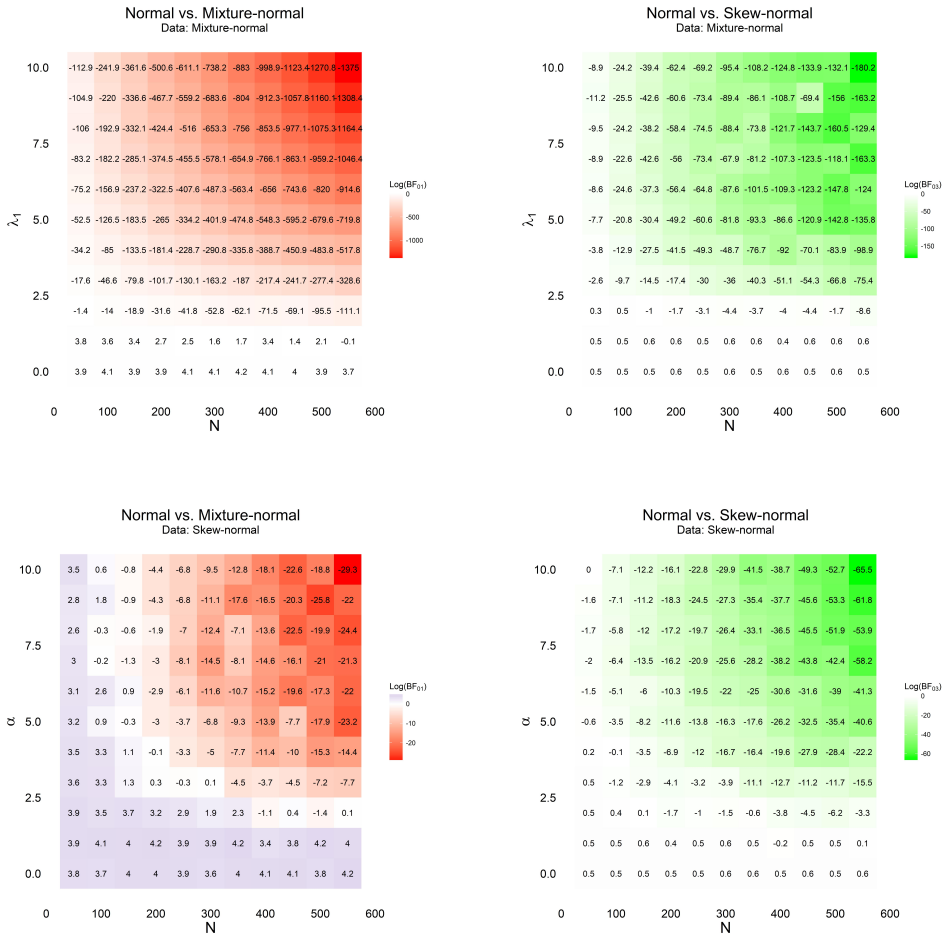 Normal vs. Mixture-normal
Data: Mixture-normal
10.0 -112.9 -241.9 -361.6 -500.6 -611.1 -738.2 -883 -998.9 -1123.4 -1270.8 -1375
-104.9 -220 -336.6 -467.7 -559.2 -683.6 -804 -912.3 -1057.8 -1160.1 -1308.4
-106 -192.9 -332.1 -424.4 -516 -653.3 -756 -853.5 -977.1 -1075.3 -1164.4
7.5
-83.2 -182.2 -285.1 -374.5 -455.5 -578.1 -654.9 -766.1 -863.1 -959.2 -1046.4
-75.2 -156.9 -237.2 -322.5 -407.6 -487.3 -563.4 -656 -743.6 -820 -914.6
5.0 -52.5 -126.5 -183.5 -265 -334.2 -401.9 -474.8 -548.3 -595.2 -679.6 -719.8
-34.2 -85 -133.5 -181.4 -228.7 -290.8 -335.8 -388.7 -450.9 -483.8 -517.8
-17.6 -46.6 -79.8 -101.7 -130.1 -163.2 -187 -217.4 -241.7 -277.4 -328.6
2.5
-1.4 -14 -18.9 -31.6 -41.8 -52.8 -62.1 -71.5 -69.1 -95.5 -111.1
3.8 3.6 3.4 2.7 2.5 1.6 1.7 3.4 1.4 2.1 -0.1
0.0 3.9 4.1 3.9 3.9 4.1 4.1 4.2 4.1 4 3.9 3.7
0 100 200 300 400 500 600
N
λ1
Log(BF01)
0
-500
-1000
Normal vs. Skew-normal
Data: Mixture-normal
10.0 -8.9 -24.2 -39.4 -62.4 -69.2 -95.4 -108.2 -124.8 -133.9 -132.1 -180.2
-11.2 -25.5 -42.6 -60.6 -73.4 -89.4 -86.1 -108.7 -69.4 -156 -163.2
-9.5 -24.2 -38.2 -58.4 -74.5 -88.4 -73.8 -121.7 -143.7 -160.5 -129.4
7.5
-8.9 -22.6 -42.6 -56 -73.4 -67.9 -81.2 -107.3 -123.5 -118.1 -163.3
-8.6 -24.6 -37.3 -56.4 -64.8 -87.6 -101.5 -109.3 -123.2 -147.8 -124
5.0 -7.7 -20.8 -30.4 -49.2 -60.6 -81.8 -93.3 -86.6 -120.9 -142.8 -135.8
-3.8 -12.9 -27.5 -41.5 -49.3 -48.7 -76.7 -92 -70.1 -83.9 -98.9
-2.6 -9.7 -14.5 -17.4 -30 -36 -40.3 -51.1 -54.3 -66.8 -75.4
2.5
0.3 0.5 -1 -1.7 -3.1 -4.4 -3.7 -4 -4.4 -1.7 -8.6
0.5 0.5 0.6 0.5 0.6 0.6 0.6 0.4 0.6 0.6 0.6
0.0 0.5 0.5 0.5 0.6 0.5 0.5 0.6 0.5 0.6 0.6 0.5
0 100 200 300 400 500 600
N
λ1
Log(BF03)
0
-50
-100
-150
Normal vs. Mixture-normal
Data: Skew-normal
10.0 3.5 0.6 -0.8 -4.4 -6.8 -9.5 -12.8 -18.1 -22.6 -18.8 -29.3
2.8 1.8 -0.9 -4.3 -6.8 -11.1 -17.6 -16.5 -20.3 -25.8 -22
2.6 -0.3 -0.6 -1.9 -7 -12.4 -7.1 -13.6 -22.5 -19.9 -24.4
7.5
3 -0.2 -1.3 -3 -8.1 -14.5 -8.1 -14.6 -16.1 -21 -21.3
3.1 2.6 0.9 -2.9 -6.1 -11.6 -10.7 -15.2 -19.6 -17.3 -22
5.0 3.2 0.9 -0.3 -3 -3.7 -6.8 -9.3 -13.9 -7.7 -17.9 -23.2
3.5 3.3 1.1 -0.1 -3.3 -5 -7.7 -11.4 -10 -15.3 -14.4
3.6 3.3 1.3 0.3 -0.3 0.1 -4.5 -3.7 -4.5 -7.2 -7.7
2.5
3.9 3.5 3.7 3.2 2.9 1.9 2.3 -1.1 0.4 -1.4 0.1
3.9 4.1 4 4.2 3.9 3.9 4.2 3.4 3.8 4.2 4
0.0 3.8 3.7 4 4 3.9 3.6 4 4.1 4.1 3.8 4.2
0 100 200 300 400 500 600
N
α
Log(BF01)
0
-10
-20
Normal vs. Skew-normal
Data: Skew-normal
10.0 0 -7.1 -12.2 -16.1 -22.8 -29.9 -41.5 -38.7 -49.3 -52.7 -65.5
-1.6 -7.1 -11.2 -18.3 -24.5 -27.3 -35.4 -37.7 -45.6 -53.3 -61.8
-1.7 -5.8 -12 -17.2 -19.7 -26.4 -33.1 -36.5 -45.5 -51.9 -53.9
7.5
-2 -6.4 -13.5 -16.2 -20.9 -25.6 -28.2 -38.2 -43.8 -42.4 -58.2
-1.5 -5.1 -6 -10.3 -19.5 -22 -25 -30.6 -31.6 -39 -41.3
5.0 -0.6 -3.5 -8.2 -11.6 -13.8 -16.3 -17.6 -26.2 -32.5 -35.4 -40.6
0.2 -0.1 -3.5 -6.9 -12 -16.7 -16.4 -19.6 -27.9 -28.4 -22.2
0.5 -1.2 -2.9 -4.1 -3.2 -3.9 -11.1 -12.7 -11.2 -11.7 -15.5
2.5
0.5 0.4 0.1 -1.7 -1 -1.5 -0.6 -3.8 -4.5 -6.2 -3.3
0.5 0.5 0.6 0.4 0.6 0.5 0.5 -0.2 0.5 0.5 0.1
0.0 0.5 0.5 0.6 0.6 0.5 0.6 0.5 0.5 0.5 0.5 0.6
0 100 200 300 400 500 600
N
α
Log(BF03)
0
-20
-40
-60